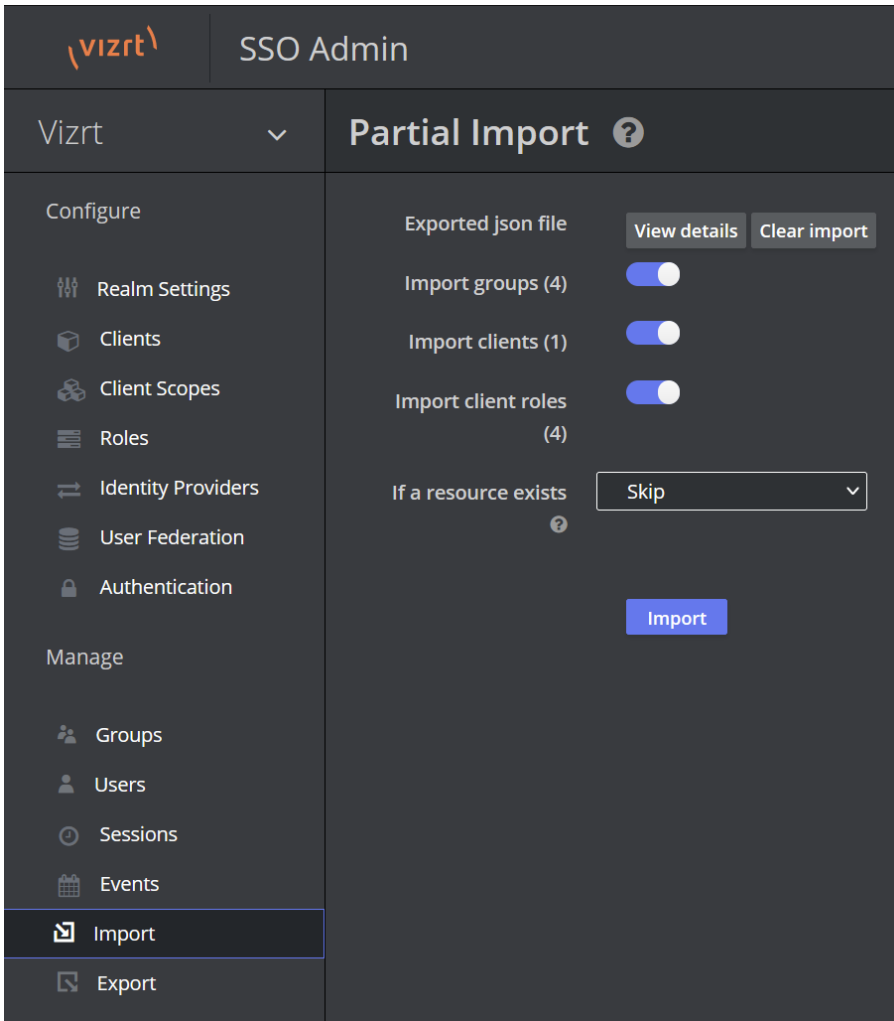 vizrt
SSO Admin
Vizrt
Partial Import
Configure
Realm Settings
Clients
Client Scopes
Roles
Identity Providers
User Federation
Authentication
Manage
Groups
Users
Sessions
Events
Import
Export
Exported json file
View details
Clear import
Import groups (4)
Import clients (1)
Import client roles
(4)
If a resource exists
Skip
Import